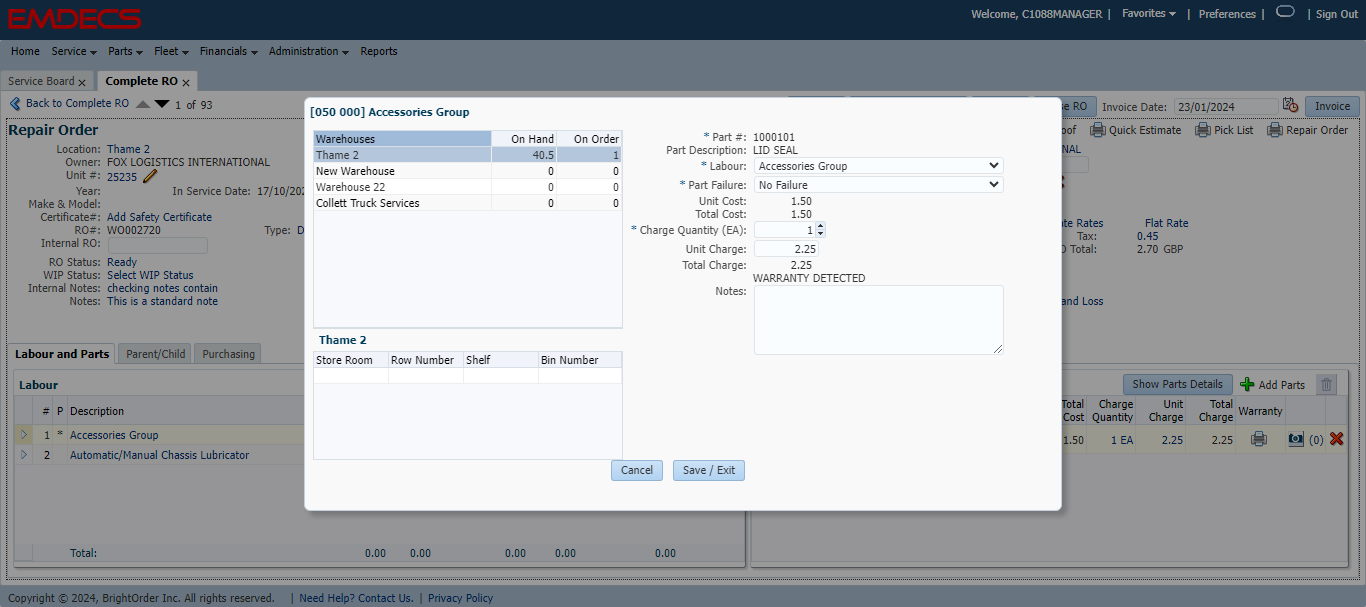 EMDECS
Welcome, C1088MANAGER | Favorites | Preferences | | Sign Out
Home Service Parts Fleet Financials Administration Reports
Service Board x Complete RO x
Back to Complete RO 1 of 93
RO Invoice Date: 23/01/2024 Invoice
Repair Order
Quick Estimate Pick List Repair Order
Location: Thame 2
Owner: FOX LOGISTICS INTERNATIONAL
Unit #: 25235
Year: In Service Date: 17/10/202
Make & Model:
Certificate#: Add Safety Certificate
RO#: WO002720 Type: D
Internal RO:
RO Status: Ready
WIP Status: Select WIP Status
Internal Notes: checking notes contain
Notes: This is a standard note
Rates Flat Rate
Tax: 0.45
Total: 2.70 GBP
and Loss
[050 000] Accessories Group
Warehouses On Hand On Order
Thame 2 40.5 1
New Warehouse 0 0
Warehouse 22 0 0
Collett Truck Services 0 0
Thame 2
Store Room Row Number Shelf Bin Number
* Part #: 1000101
Part Description: LID SEAL
* Labour: Accessories Group
* Part Failure: No Failure
Unit Cost: 1.50
Total Cost: 1.50
* Charge Quantity (EA): 1
Unit Charge: 2.25
Total Charge: 2.25
WARRANTY DETECTED
Notes:
Cancel Save / Exit
Labour and Parts Parent/Child Purchasing
Labour
# P Description
1 * Accessories Group
2 Automatic/Manual Chassis Lubricator
Total: 0.00 0.00 0.00 0.00 0.00
Show Parts Details Add Parts
Total Cost Charge Quantity Unit Charge Total Charge Warranty
1.50 1 EA 2.25 2.25 (0)
Copyright © 2024, BrightOrder Inc. All rights reserved. | Need Help? Contact Us. | Privacy Policy